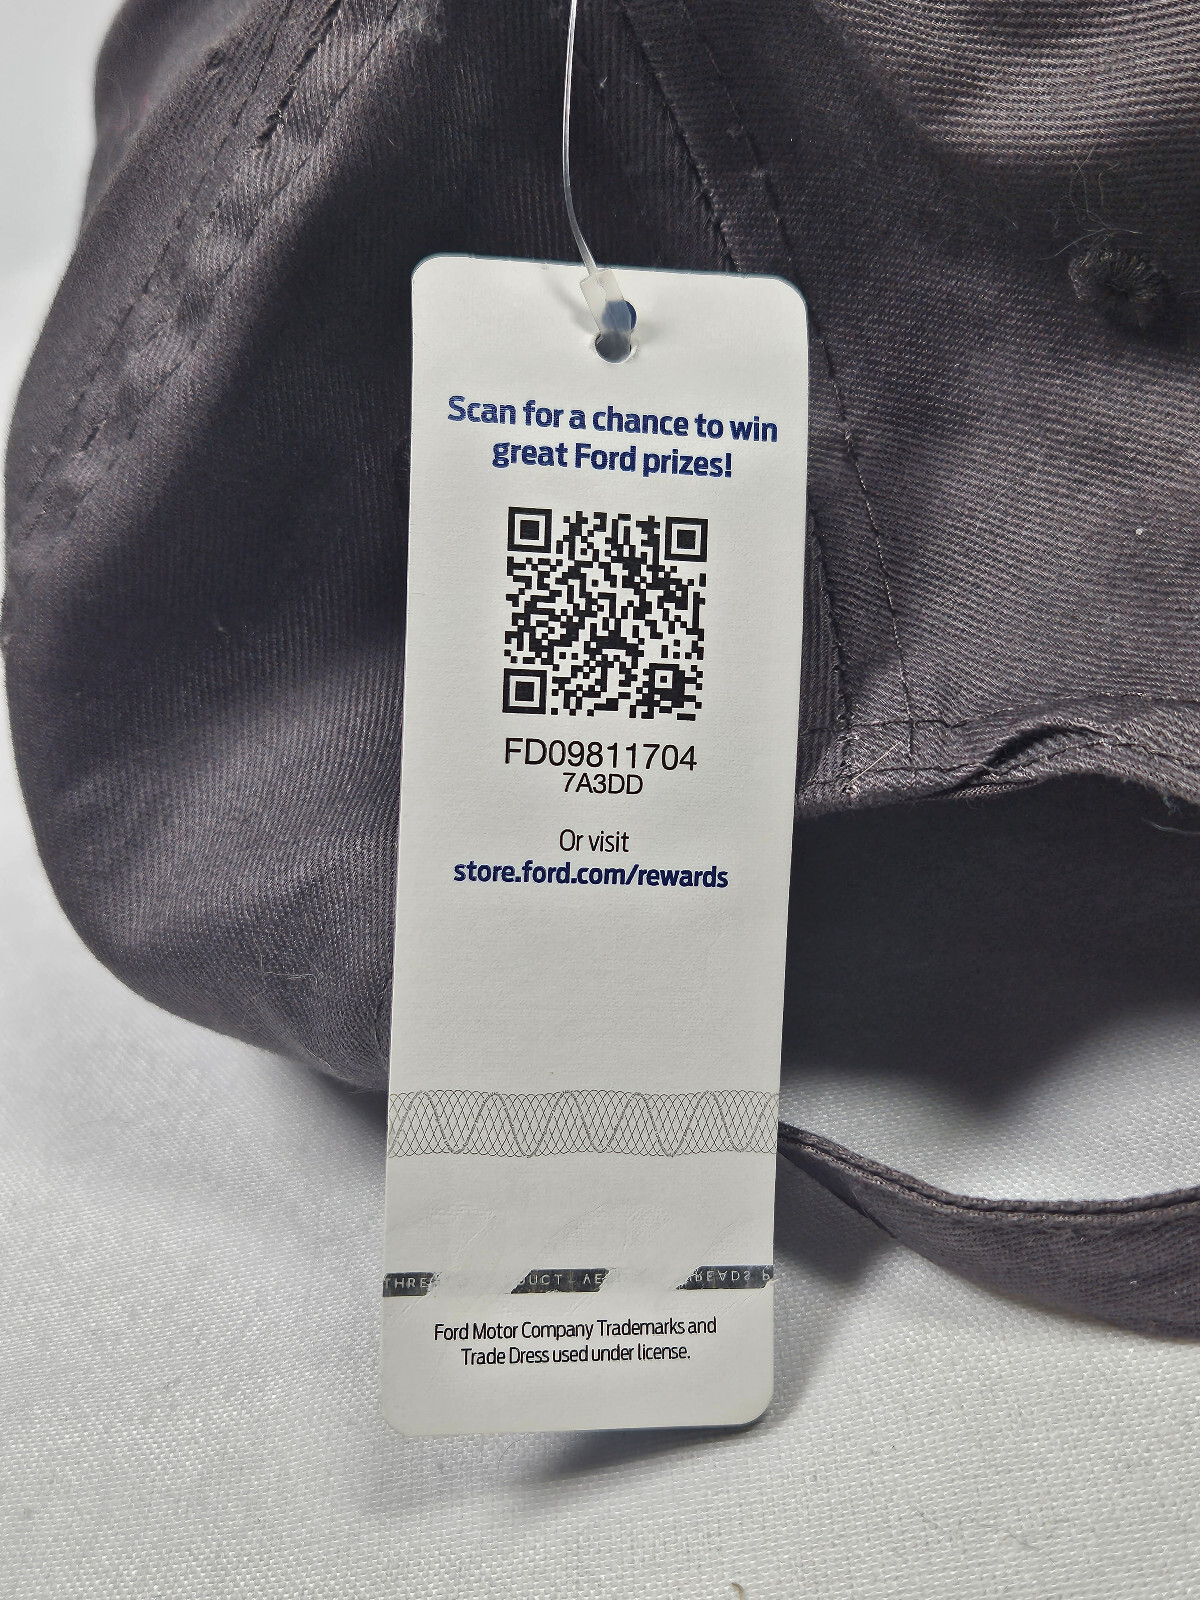 Scan for a chance to win
great Ford prizes!
FD09811704
7A3DD
Or visit
store.ford.com/rewards
Ford Motor Company Trademarks and
Trade Dress used under license.